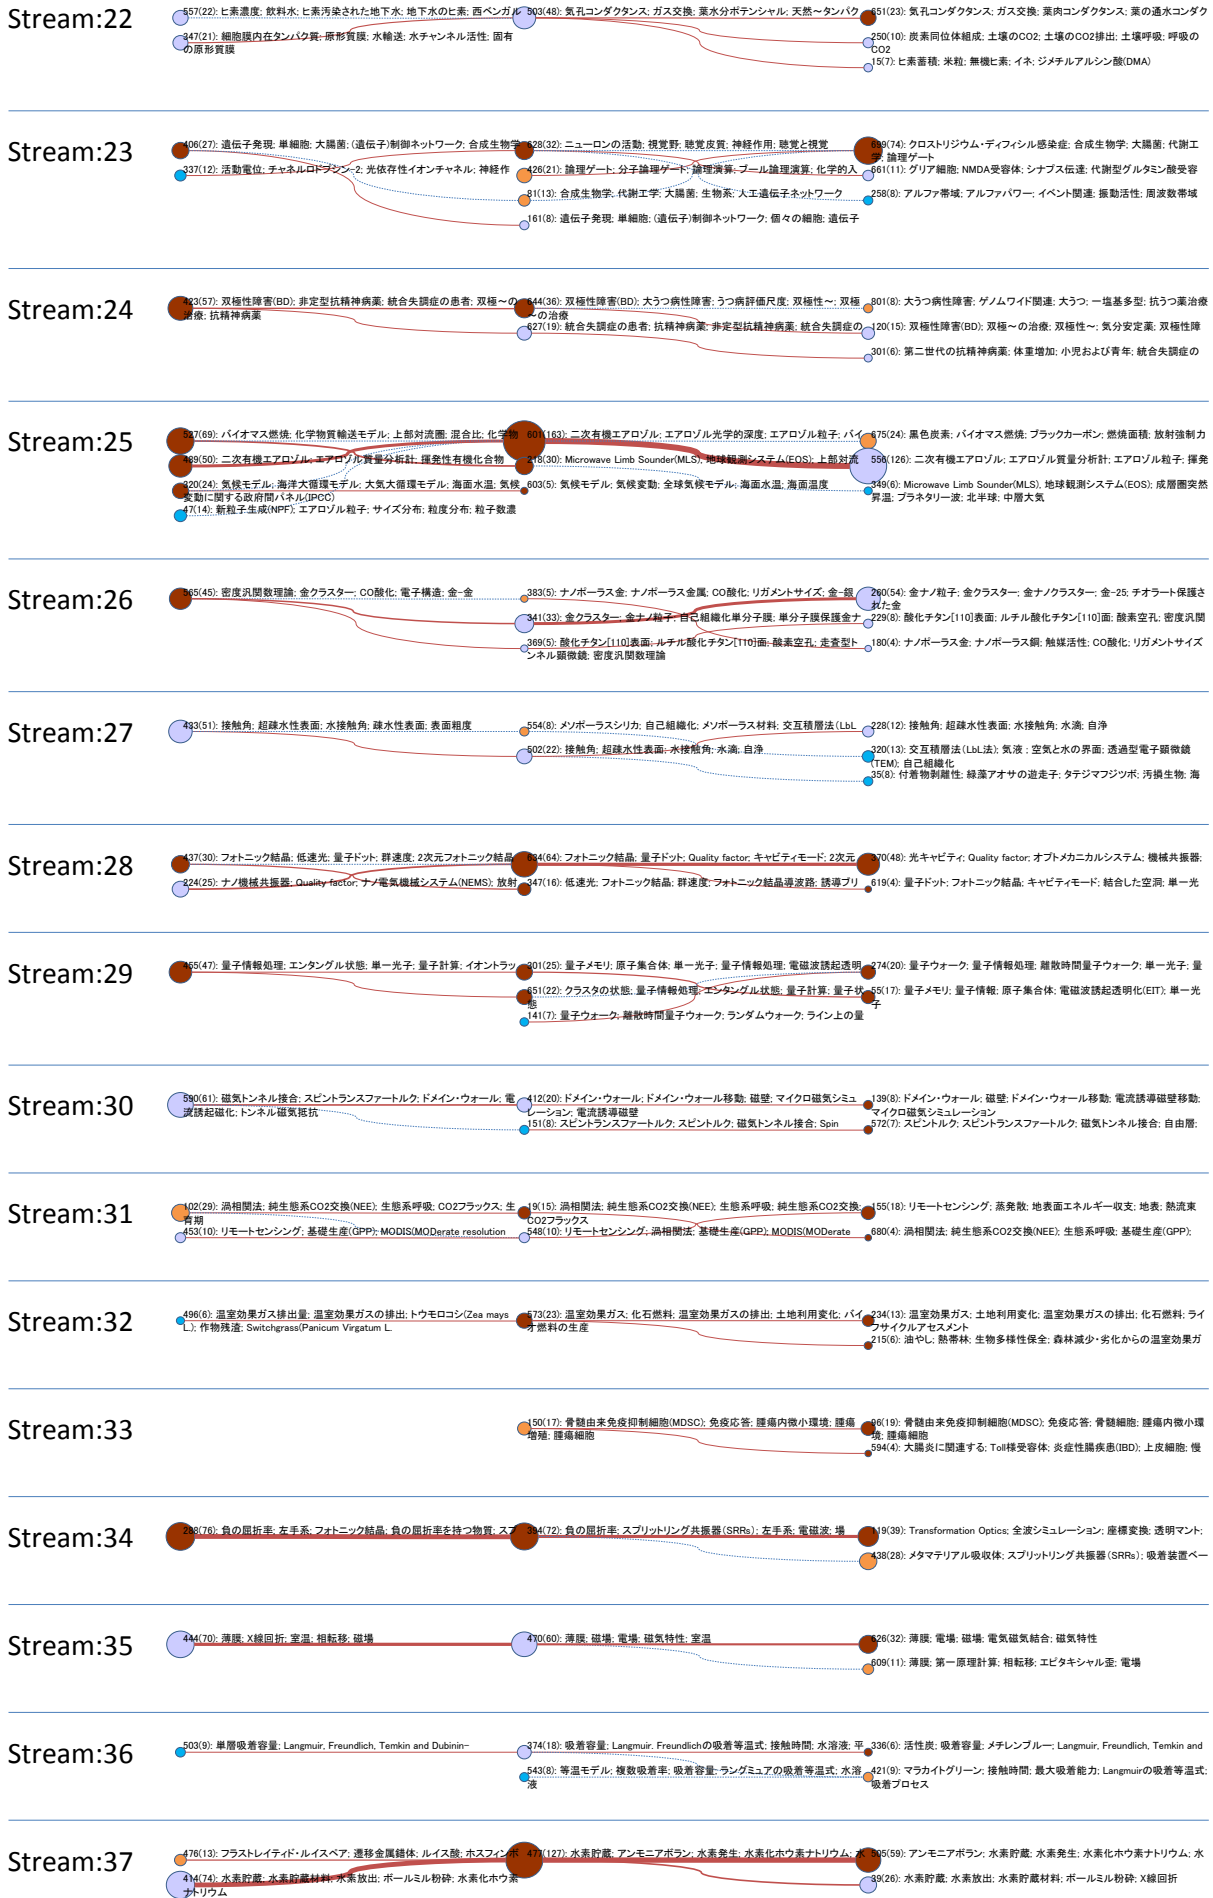 Stream:22
557(22): ヒ素濃度; 飲料水; ヒ素汚染された地下水; 地下水のヒ素; 西ベンガル
347(21): 細胞膜内在タンパク質; 原形質膜; 水輸送; 水チャンネル活性; 固有
の原形質膜
503(48): 気孔コンダクタンス; ガス交換; 葉水分ポテンシャル; 天然~タンパク
651(23): 気孔コンダクタンス; ガス交換; 葉肉コンダクタンス; 葉の通水コンダク
250(10): 炭素同位体組成; 土壌のCO2; 土壌のCO2排出; 土壌呼吸; 呼吸の
CO2
15(7): ヒ素蓄積; 米粒; 無機ヒ素; イネ; ジメチルアルシン酸(DMA)
Stream:23
406(27): 遺伝子発現; 単細胞; 大腸菌; (遺伝子)制御ネットワーク; 合成生物学
337(12): 活動電位; チャネルロドプシン-2; 光依存性イオンチャネル; 神経作
628(32): ニューロンの活動; 視覚野; 聴覚皮質; 神経作用; 聴覚と視覚
426(21): 論理ゲート; 分子論理ゲート; 論理演算; ブール論理演算; 化学的入
81(13): 合成生物学; 代謝工学; 大腸菌; 生物系; 人工遺伝子ネットワーク
161(8): 遺伝子発現; 単細胞; (遺伝子)制御ネットワーク; 個々の細胞; 遺伝子
699(74): クロストリジウム・ディフィシル感染症; 合成生物学; 大腸菌; 代謝工
学; 論理ゲート
661(11): グリア細胞; NMDA受容体; シナプス伝達; 代謝型グルタミン酸受容
258(8): アルファ帯域; アルファパワー; イベント関連; 振動活性; 周波数帯域
Stream:24
423(57): 双極性障害(BD); 非定型抗精神病薬; 統合失調症の患者; 双極~の
治療; 抗精神病薬
644(36): 双極性障害(BD); 大うつ病性障害; うつ病評価尺度; 双極性~; 双極
~の治療
627(19): 統合失調症の患者; 抗精神病薬; 非定型抗精神病薬; 統合失調症の
801(8): 大うつ病性障害; ゲノムワイド関連; 大うつ; 一塩基多型; 抗うつ薬治療
120(15): 双極性障害(BD); 双極~の治療; 双極性~; 気分安定薬; 双極性障
301(6): 第二世代の抗精神病薬; 体重増加; 小児および青年; 統合失調症の
Stream:25
527(69): バイオマス燃焼; 化学物質輸送モデル; 上部対流圏; 混合比; 化学物
489(50): 二次有機エアロゾル; エアロゾル質量分析計; 揮発性有機化合物
320(24): 気候モデル; 海洋大循環モデル; 大気大循環モデル; 海面水温; 気候
変動に関する政府間パネル(IPCC)
47(14): 新粒子生成(NPF); エアロゾル粒子; サイズ分布; 粒度分布; 粒子数濃
601(163): 二次有機エアロゾル; エアロゾル光学的深度; エアロゾル粒子; バイ
218(30): Microwave Limb Sounder(MLS); 地球観測システム(EOS); 上部対流
603(5): 気候モデル; 気候変動; 全球気候モデル; 海面水温; 海面温度
675(24): 黒色炭素; バイオマス燃焼; ブラックカーボン; 燃焼面積; 放射強制力
556(126): 二次有機エアロゾル; エアロゾル質量分析計; エアロゾル粒子; 揮発
349(6): Microwave Limb Sounder(MLS); 地球観測システム(EOS); 成層圏突然
昇温; プラネタリー波; 北半球; 中層大気
Stream:26
565(45): 密度汎関数理論; 金クラスター; CO酸化; 電子構造; 金-金
383(5): ナノポーラス金; ナノポーラス金属; CO酸化; リガメントサイズ; 金-銀
341(33): 金クラスター; 金ナノ粒子; 自己組織化単分子膜; 単分子膜保護金ナ
369(5): 酸化チタン[110]表面; ルチル酸化チタン[110]面; 酸素空孔; 走査型ト
ンネル顕微鏡; 密度汎関数理論
260(54): 金ナノ粒子; 金クラスター; 金ナノクラスター; 金-25; チオラート保護さ
れた金
229(8): 酸化チタン[110]表面; ルチル酸化チタン[110]面; 酸素空孔; 密度汎関
180(4): ナノポーラス金; ナノポーラス銅; 触媒活性; CO酸化; リガメントサイズ
Stream:27
433(51): 接触角; 超疎水性表面; 水接触角; 疎水性表面; 表面粗度
554(8): メソポーラスシリカ; 自己組織化; メソポーラス材料; 交互積層法(LbL
502(22): 接触角; 超疎水性表面; 水接触角; 水滴; 自浄
228(12): 接触角; 超疎水性表面; 水接触角; 水滴; 自浄
320(13): 交互積層法(LbL法); 気液; 空気と水の界面; 透過型電子顕微鏡
(TEM); 自己組織化
35(8): 付着物剥離性; 緑藻アオサの遊走子; タテジマフジツボ; 汚損生物; 海
Stream:28
437(30): フォトニック結晶; 低速光; 量子ドット; 群速度; 2次元フォトニック結晶
224(25): ナノ機械共振器; Quality factor; ナノ電気機械システム(NEMS); 放射
634(64): フォトニック結晶; 量子ドット; Quality factor; キャビティモード; 2次元
347(16): 低速光; フォトニック結晶; 群速度; フォトニック結晶導波路; 誘導ブリ
370(48): 光キャビティ; Quality factor; オプトメカニカルシステム; 機械共振器;
619(4): 量子ドット; フォトニック結晶; キャビティモード; 結合した空洞; 単一光
Stream:29
455(47): 量子情報処理; エンタングル状態; 単一光子; 量子計算; イオントラッ
301(25): 量子メモリ; 原子集合体; 単一光子; 量子情報処理; 電磁波誘起透明
651(22): クラスタの状態; 量子情報処理; エンタングル状態; 量子計算; 量子状
態
141(7): 量子ウォーク; 離散時間量子ウォーク; ランダムウォーク; ライン上の量
274(20): 量子ウォーク; 量子情報処理; 離散時間量子ウォーク; 単一光子; 量
55(17): 量子メモリ; 量子情報; 原子集合体; 電磁波誘起透明化(EIT); 単一光
子
Stream:30
590(61): 磁気トンネル接合; スピントランスファートルク; ドメイン・ウォール; 電
流誘起磁化; トンネル磁気抵抗
412(20): ドメイン・ウォール; ドメイン・ウォール移動; 磁壁; マイクロ磁気シミュ
レーション; 電流誘導磁壁
151(8): スピントランスファートルク; スピントルク; 磁気トンネル接合; Spin
139(8): ドメイン・ウォール; 磁壁; ドメイン・ウォール移動; 電流誘導磁壁移動;
マイクロ磁気シミュレーション
572(7): スピントルク; スピントランスファートルク; 磁気トンネル接合; 自由層;
Stream:31
102(29): 渦相関法; 純生態系CO2交換(NEE); 生態系呼吸; CO2フラックス; 生
育期
453(10): リモートセンシング; 基礎生産(GPP); MODIS(MODerate resolution
19(15): 渦相関法; 純生態系CO2交換(NEE); 生態系呼吸; 純生態系CO2交換;
CO2フラックス
548(10): リモートセンシング; 渦相関法; 基礎生産(GPP); MODIS(MODerate
155(18): リモートセンシング; 蒸発散; 地表面エネルギー収支; 地表; 熱流束
680(4): 渦相関法; 純生態系CO2交換(NEE); 生態系呼吸; 基礎生産(GPP);
Stream:32
496(6): 温室効果ガス排出量; 温室効果ガスの排出; トウモロコシ(Zea mays
L.); 作物残渣; Switchgrass(Panicum Virgatum L.
573(23): 温室効果ガス; 化石燃料; 温室効果ガスの排出; 土地利用変化; バイ
オ燃料の生産
234(13): 温室効果ガス; 土地利用変化; 温室効果ガスの排出; 化石燃料; ライ
フサイクルアセスメント
215(6): 油やし; 熱帯林; 生物多様性保全; 森林減少・劣化からの温室効果ガ
Stream:33
150(17): 骨髄由来免疫抑制細胞(MDSC); 免疫応答; 腫瘍内微小環境; 腫瘍
増殖; 腫瘍細胞
96(19): 骨髄由来免疫抑制細胞(MDSC); 免疫応答; 骨髄細胞; 腫瘍内微小環
境; 腫瘍細胞
594(4): 大腸炎に関連する; Toll様受容体; 炎症性腸疾患(IBD); 上皮細胞; 慢
Stream:34
288(76): 負の屈折率; 左手系; フォトニック結晶; 負の屈折率を持つ物質; スプ
394(72): 負の屈折率; スプリットリング共振器(SRRs); 左手系; 電磁波; 場
119(39): Transformation Optics; 全波シミュレーション; 座標変換; 透明マント;
438(28): メタマテリアル吸収体; スプリットリング共振器(SRRs); 吸着装置ベー
Stream:35
444(70): 薄膜; X線回折; 室温; 相転移; 磁場
470(60): 薄膜; 磁場; 電場; 磁気特性; 室温
626(32): 薄膜; 電場; 磁場; 電気磁気結合; 磁気特性
609(11): 薄膜; 第一原理計算; 相転移; エピタキシャル歪; 電場
Stream:36
503(9): 単層吸着容量; Langmuir, Freundlich, Temkin and Dubinin-
374(18): 吸着容量; Langmuir. Freundlichの吸着等温式; 接触時間; 水溶液; 平
543(8): 等温モデル; 複数吸着率; 吸着容量; ラングミュアの吸着等温式; 水溶
液
336(6): 活性炭; 吸着容量; メチレンブルー; Langmuir, Freundlich, Temkin and
421(9): マラカイトグリーン; 接触時間; 最大吸着能力; Langmuirの吸着等温式;
吸着プロセス
Stream:37
476(13): フラストレイティド・ルイスペア; 遷移金属錯体; ルイス酸; ホスフィンボ
414(74): 水素貯蔵; 水素貯蔵材料; 水素放出; ボールミル粉砕; 水素化ホウ素
ナトリウム
477(127): 水素貯蔵; アンモニアボラン; 水素発生; 水素化ホウ素ナトリウム; 水
505(59): アンモニアボラン; 水素貯蔵; 水素発生; 水素化ホウ素ナトリウム; 水
39(26): 水素貯蔵; 水素放出; 水素貯蔵材料; ボールミル粉砕; X線回折